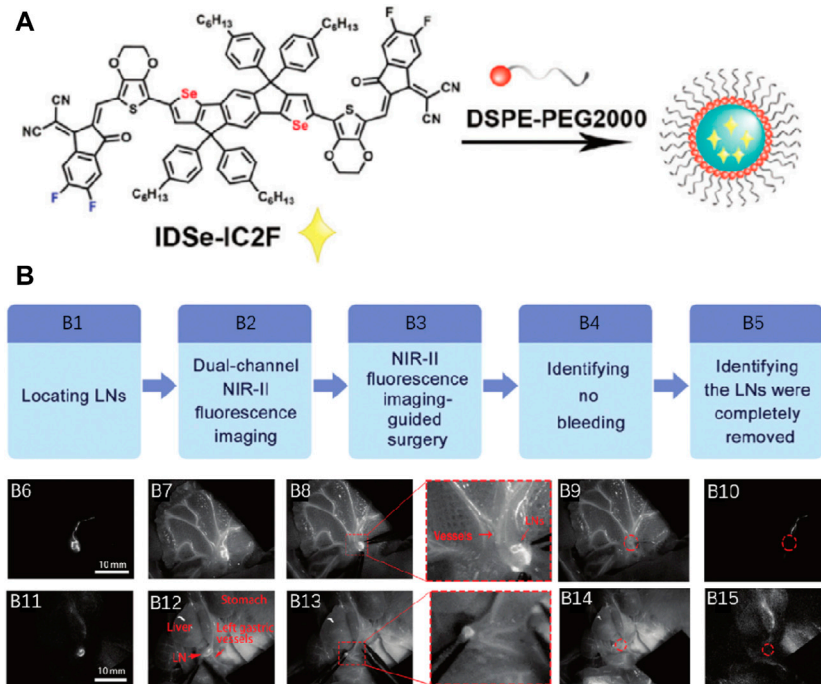 A
C₆H₁₃
C₆H₁₃
F
F
O
O
O
CN
CN
CN
NC
S
Se
Se
S
O
O
O
F
F
C₆H₁₃
C₆H₁₃
IDSe-IC2F
DSPE-PEG2000
B
B1
Locating LNs
B2
Dual-channel
NIR-II
fluorescence
imaging
B3
NIR-II
fluorescence
imaging-
guided
surgery
B4
Identifying
no
bleeding
B5
Identifying
the LNs were
completely
removed
B6
10 mm
B7
B8
Vessels
LNs
B9
B10
B11
10 mm
B12
Stomach
Liver
Left gastric
vessels
LN
B13
B14
B15